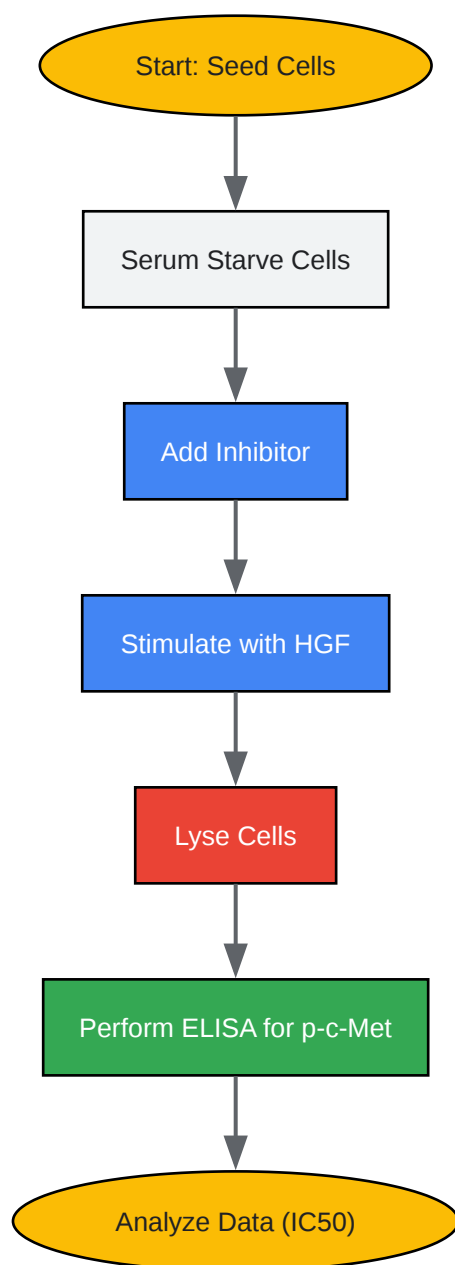 Start: Seed Cells
Serum Starve Cells
Add Inhibitor
Stimulate with HGF
Lyse Cells
Perform ELISA for p-c-Met
Analyze Data (IC50)